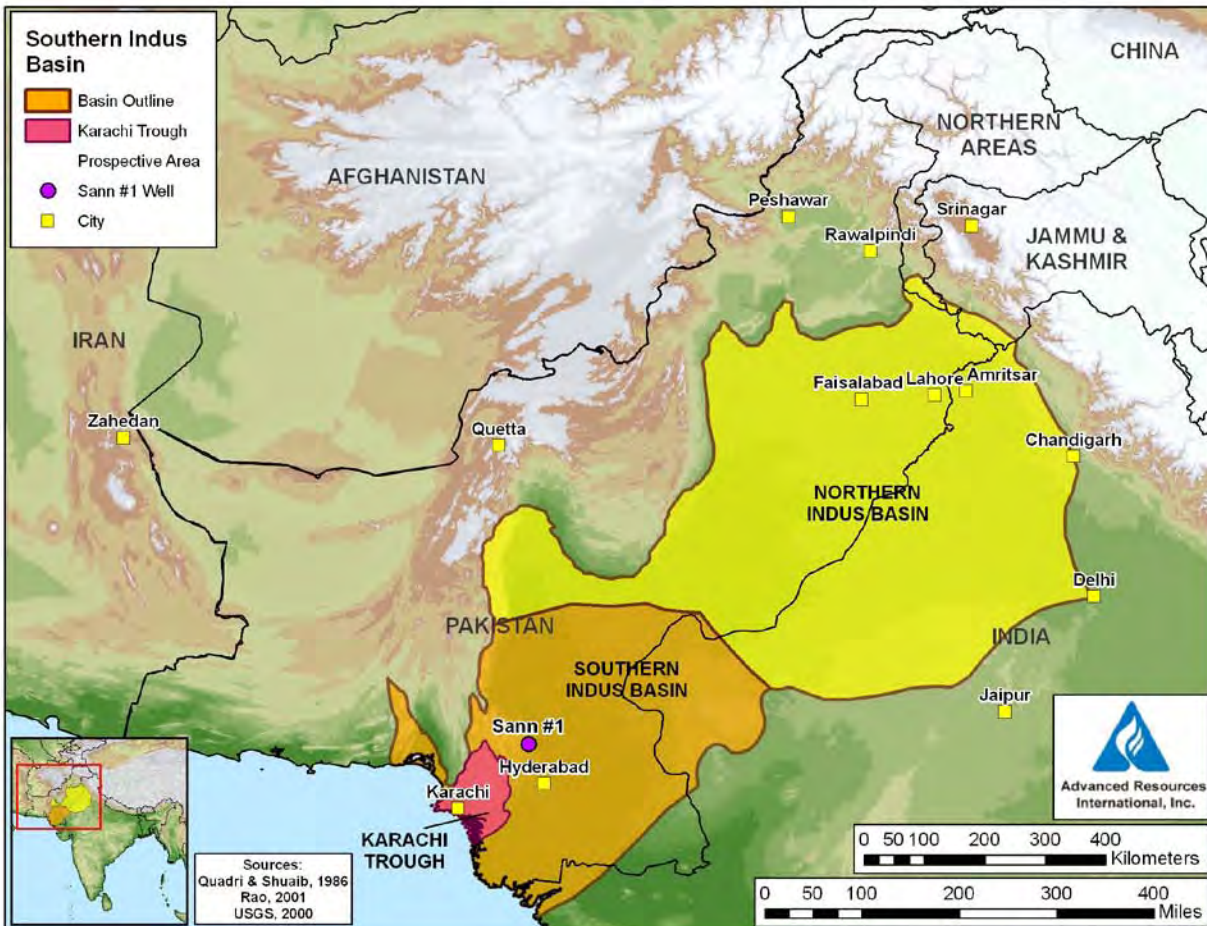 Southern Indus
Basin
Basin Outline
Karachi Trough
Prospective Area
Sann #1 Well
City
CHINA
NORTHERN
AREAS
AFGHANISTAN
Peshawar
Srinagar
Rawalpindi
JAMMU &
KASHMIR
IRAN
Faisalabad
Lahore
Amritsar
Zahedan
Quetta
Chandigarh
NORTHERN
INDUS BASIN
Delhi
PAKISTAN
INDIA
SOUTHERN
INDUS BASIN
Jaipur
Sann #1
Hyderabad
Karachi
KARACHI
TROUGH
Advanced Resources
International, Inc.
Sources:
Quadri & Shuaib, 1986
Rao, 2001
USGS, 2000
0 50 100 200 300 400
Kilometers
0 50 100 200 300 400
Miles